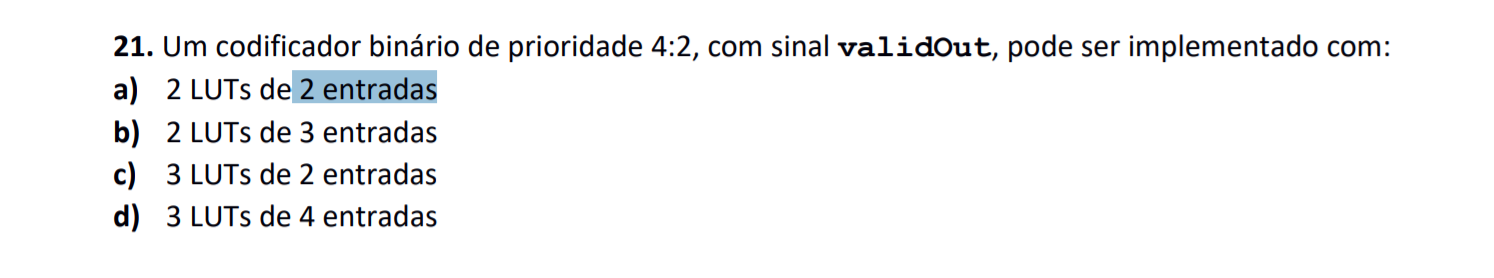 21. Um codificador binário de prioridade 4:2, com sinal validOut, pode ser implementado com:
a) 2 LUTs de 2 entradas
b) 2 LUTs de 3 entradas
c) 3 LUTs de 2 entradas
d) 3 LUTs de 4 entradas